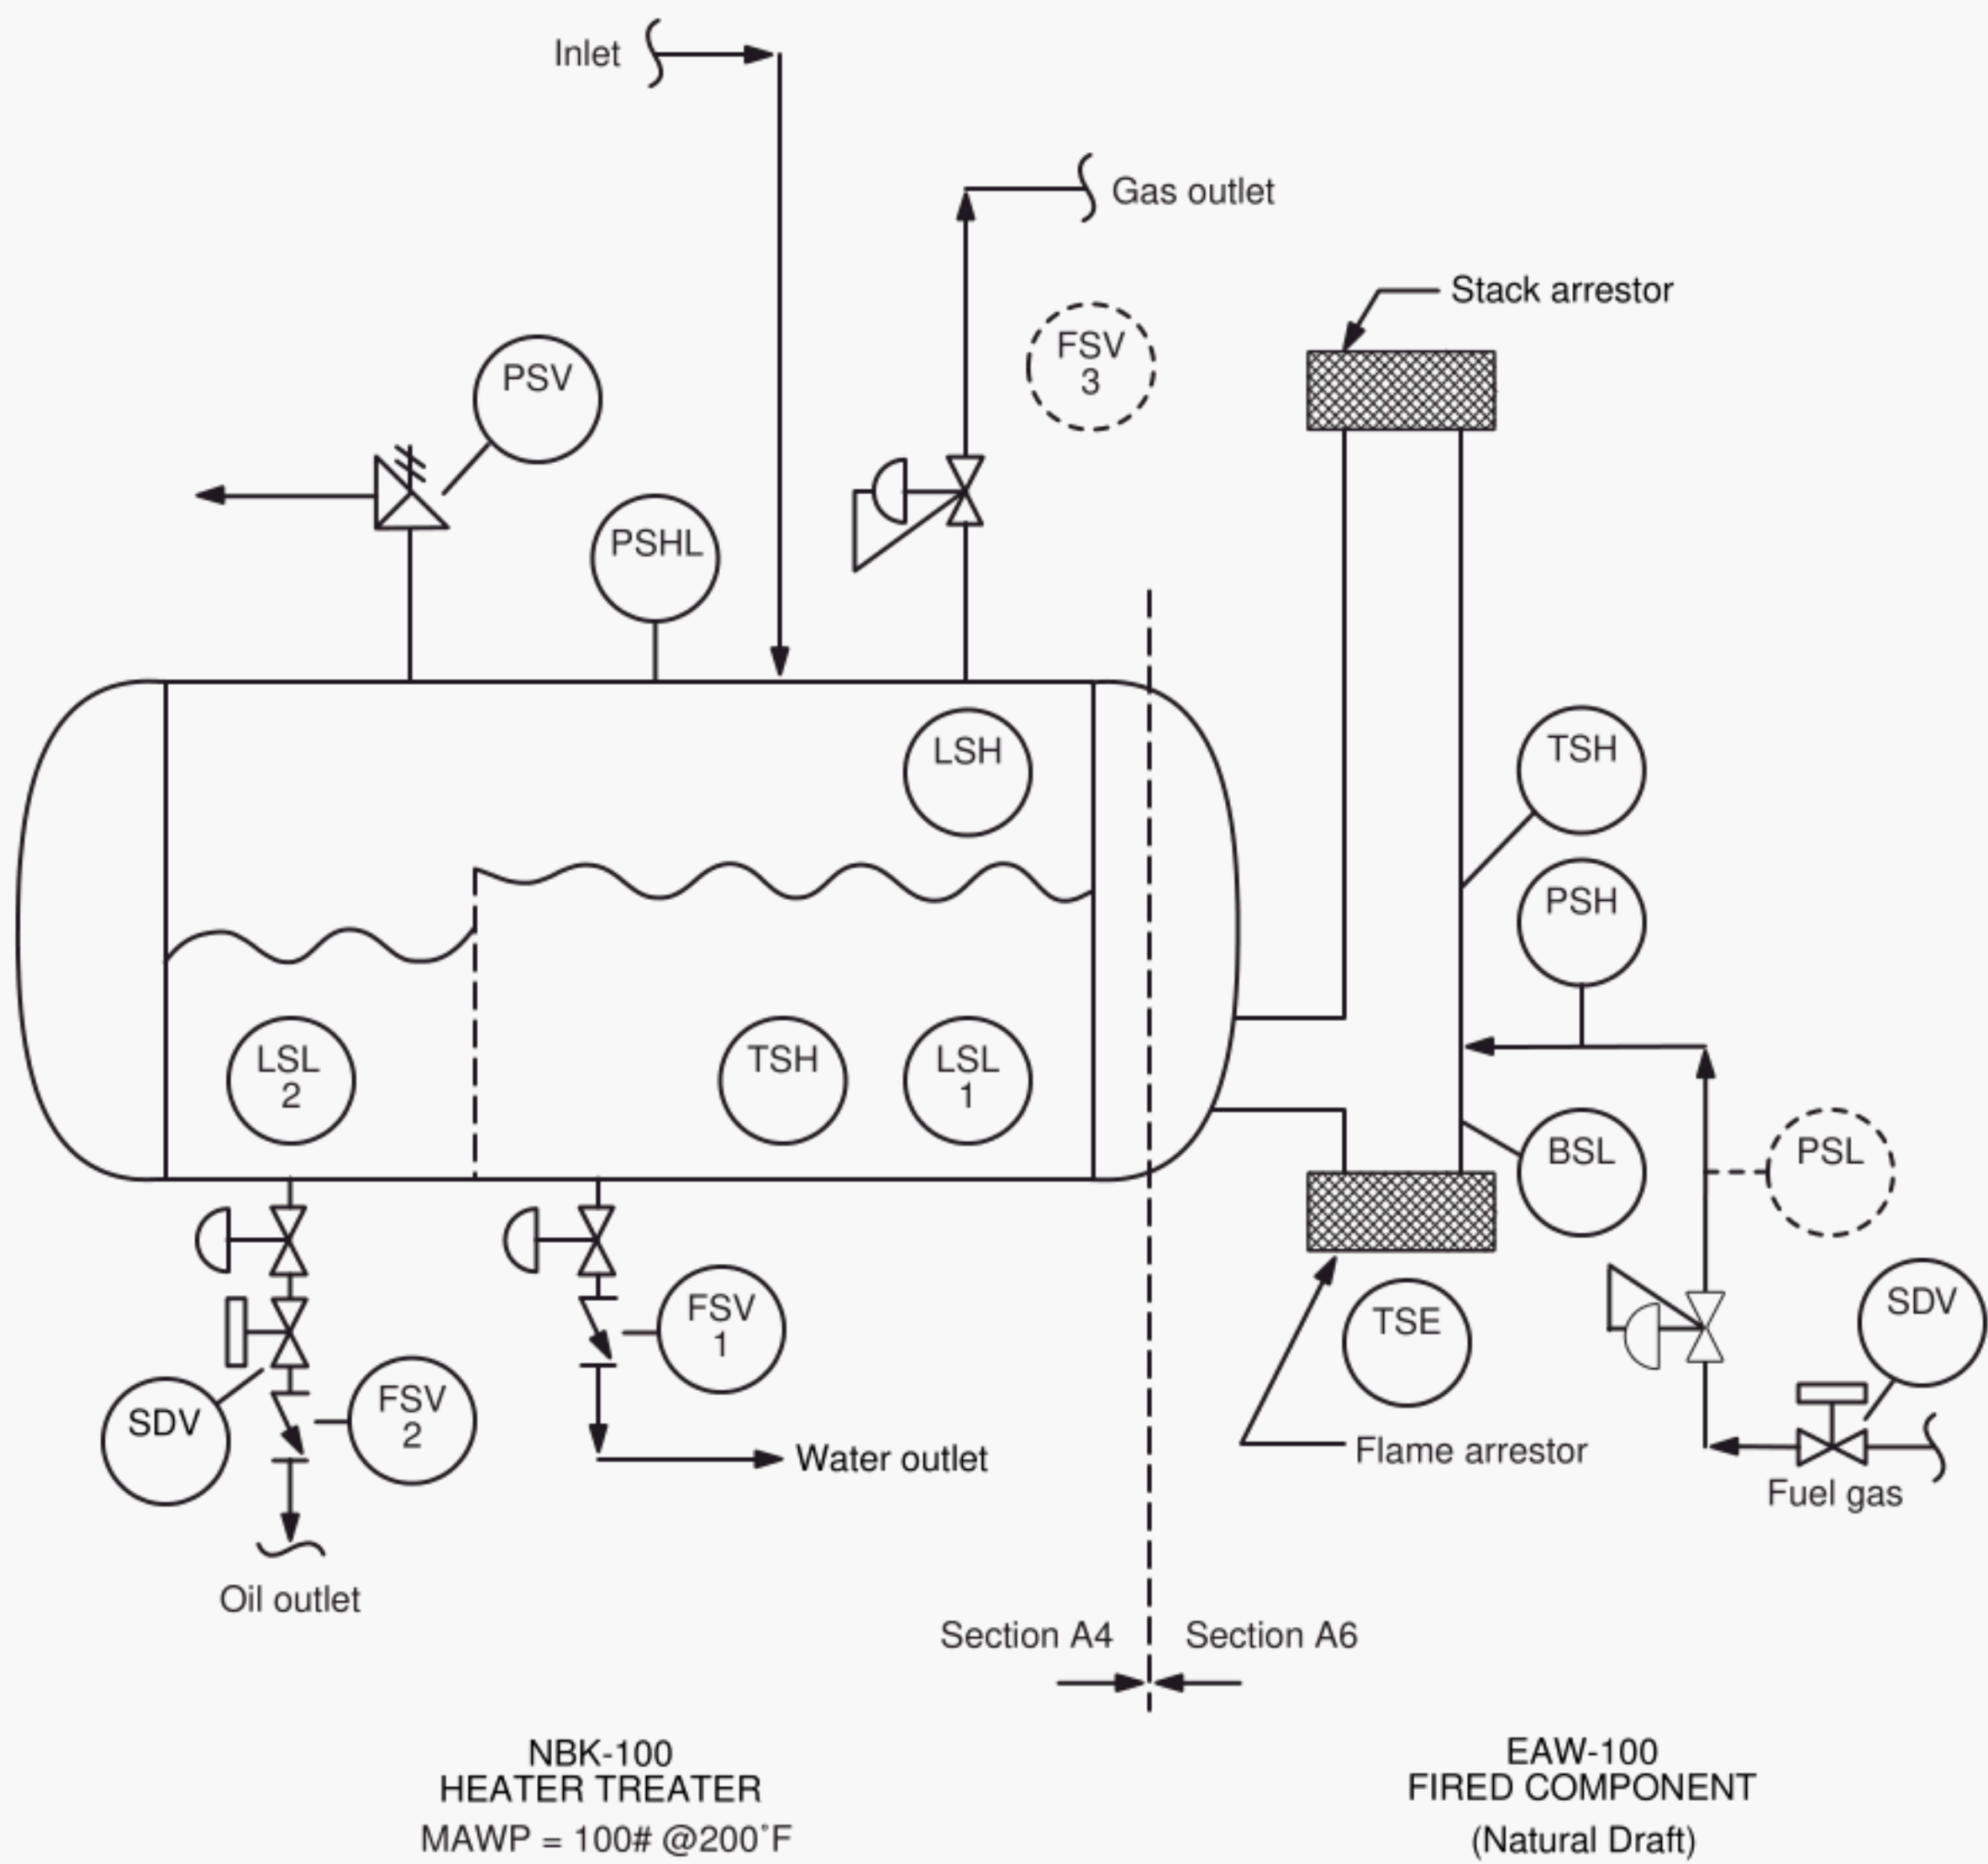 Inlet
Gas outlet
Stack arrestor
FSV
3
PSV
PSHL
LSH
TSH
PSH
LSL
2
TSH
LSL
1
BSL
PSL
FSV
1
TSE
SDV
SDV
FSV
2
Water outlet
Flame arrestor
Fuel gas
Oil outlet
Section A4
Section A6
NBK-100
HEATER TREATER
MAWP = 100# @200°F
EAW-100
FIRED COMPONENT
(Natural Draft)